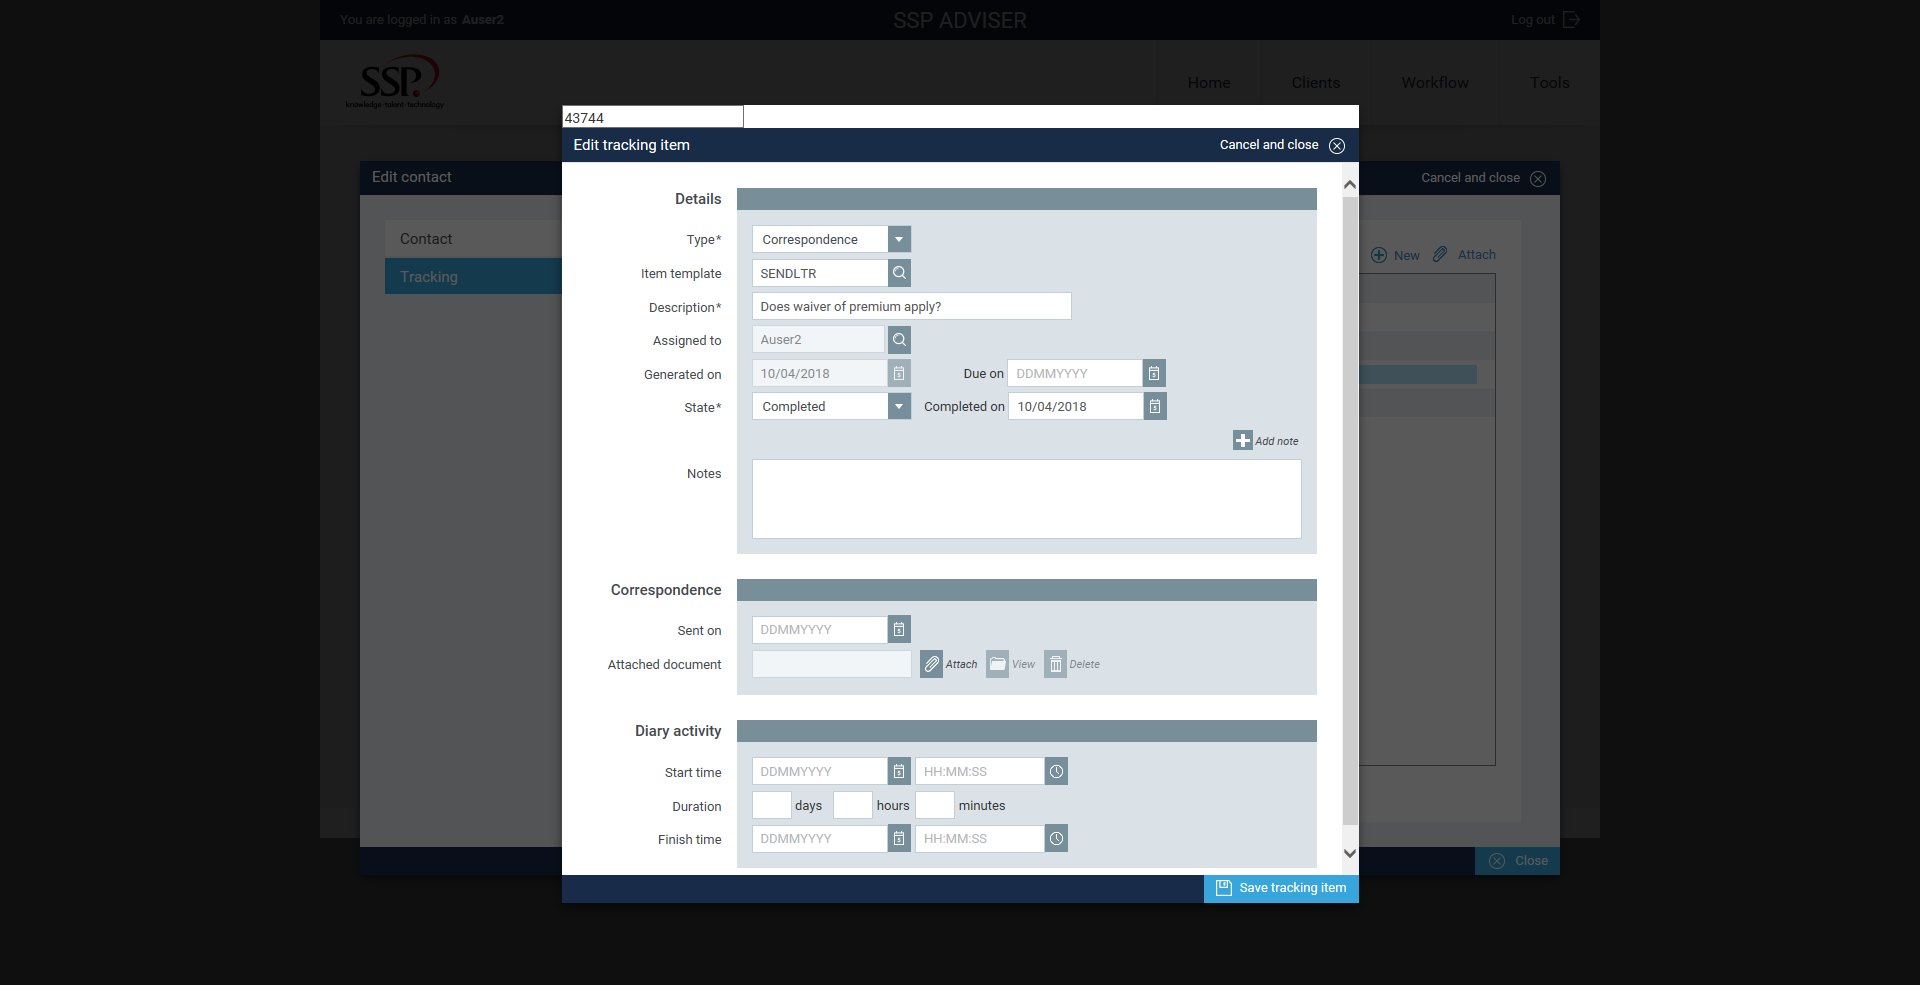 You are logged in as Auser2
SSP ADVISER
Log out
SSP
knowledge · talent · technology
Home
Clients
Workflow
Tools
43744
Edit tracking item
Cancel and close
Edit contact
Cancel and close
Contact
Tracking
New
Attach
Details
Type*
Correspondence
Item template
SENDLTR
Description*
Does waiver of premium apply?
Assigned to
Auser2
Generated on
10/04/2018
Due on
DDMMYYYY
State*
Completed
Completed on
10/04/2018
Add note
Notes
Correspondence
Sent on
DDMMYYYY
Attached document
Attach
View
Delete
Diary activity
Start time
DDMMYYYY
HH:MM:SS
Duration
days
hours
minutes
Finish time
DDMMYYYY
HH:MM:SS
Close
Save tracking item